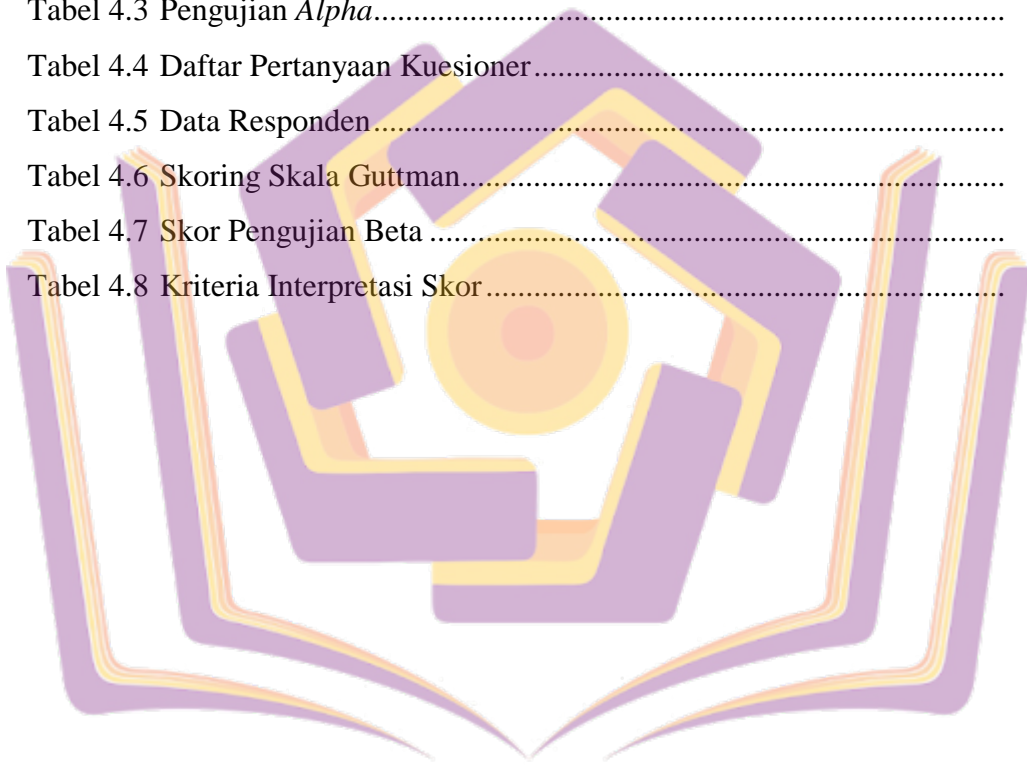 Tabel 4.3 Pengujian Alpha....................................................................................
Tabel 4.4 Daftar Pertanyaan Kuesioner................................................................
Tabel 4.5 Data Responden....................................................................................
Tabel 4.6 Skoring Skala Guttman..........................................................................
Tabel 4.7 Skor Pengujian Beta ..............................................................................
Tabel 4.8 Kriteria Interpretasi Skor......................................................................